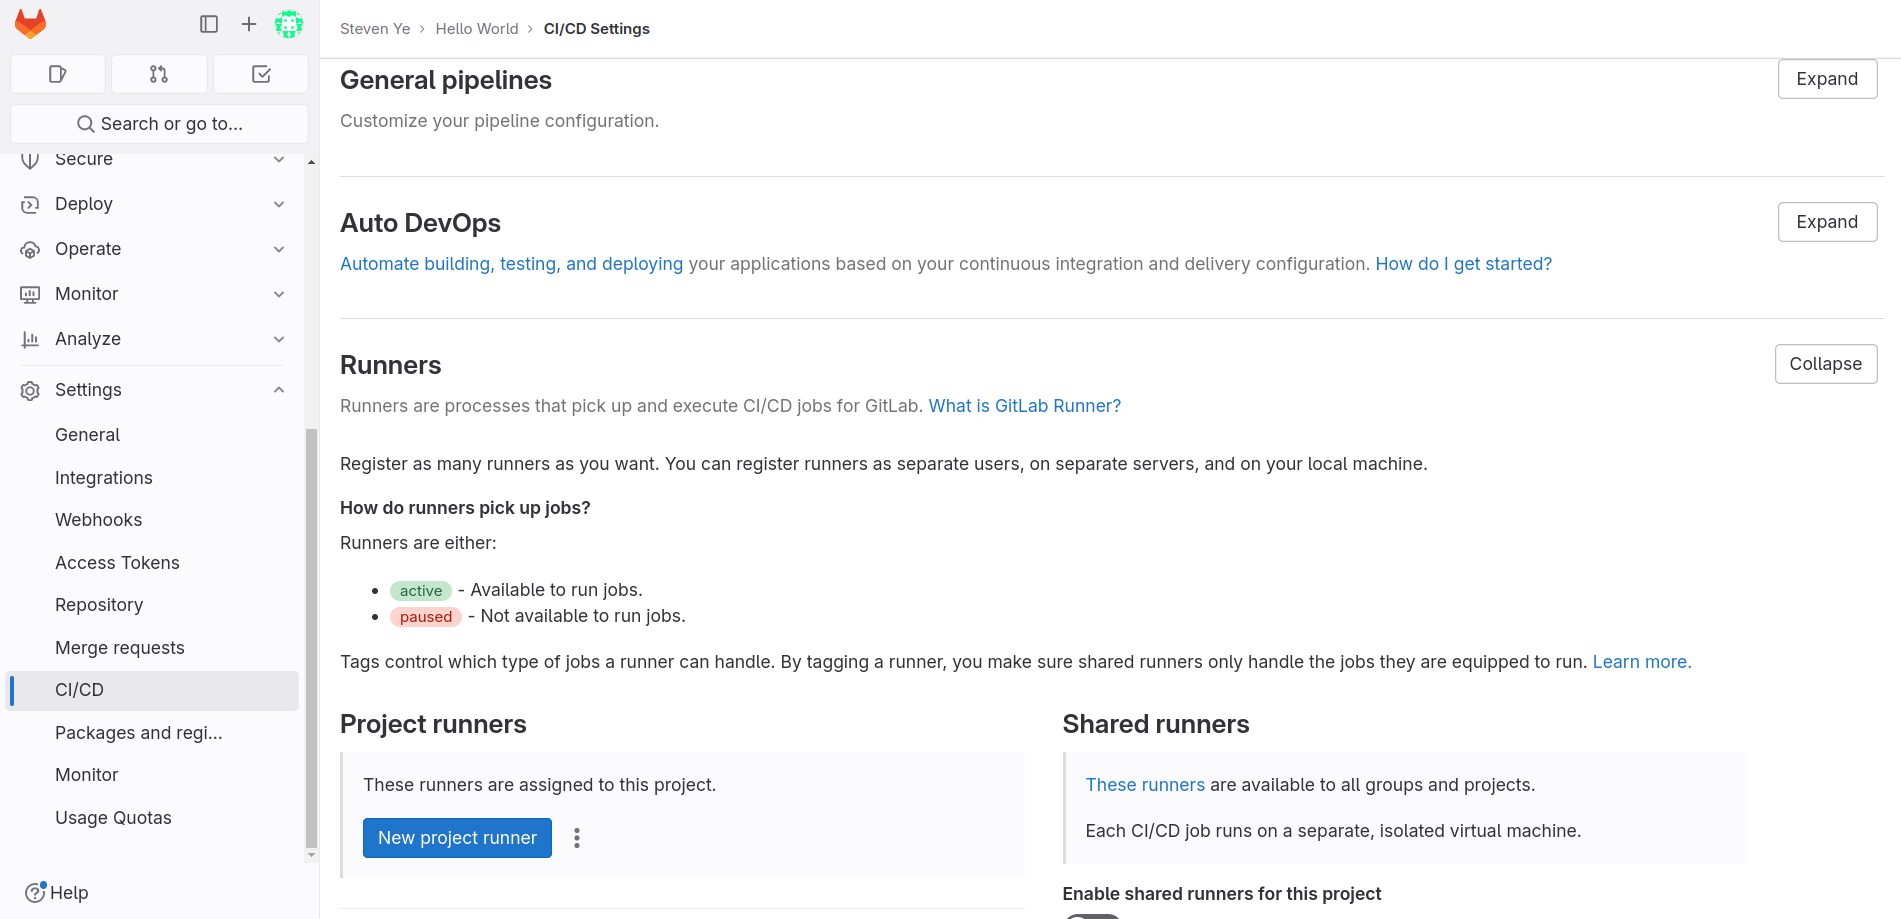 Steven Ye › Hello World › CI/CD Settings
Search or go to...
Secure
Deploy
Operate
Monitor
Analyze
Settings
General
Integrations
Webhooks
Access Tokens
Repository
Merge requests
CI/CD
Packages and regi...
Monitor
Usage Quotas
Help
General pipelines
Expand
Customize your pipeline configuration.
Auto DevOps
Expand
Automate building, testing, and deploying your applications based on your continuous integration and delivery configuration. How do I get started?
Runners
Collapse
Runners are processes that pick up and execute CI/CD jobs for GitLab. What is GitLab Runner?
Register as many runners as you want. You can register runners as separate users, on separate servers, and on your local machine.
How do runners pick up jobs?
Runners are either:
• active - Available to run jobs.
• paused - Not available to run jobs.
Tags control which type of jobs a runner can handle. By tagging a runner, you make sure shared runners only handle the jobs they are equipped to run. Learn more.
Project runners
These runners are assigned to this project.
New project runner
Shared runners
These runners are available to all groups and projects.
Each CI/CD job runs on a separate, isolated virtual machine.
Enable shared runners for this project